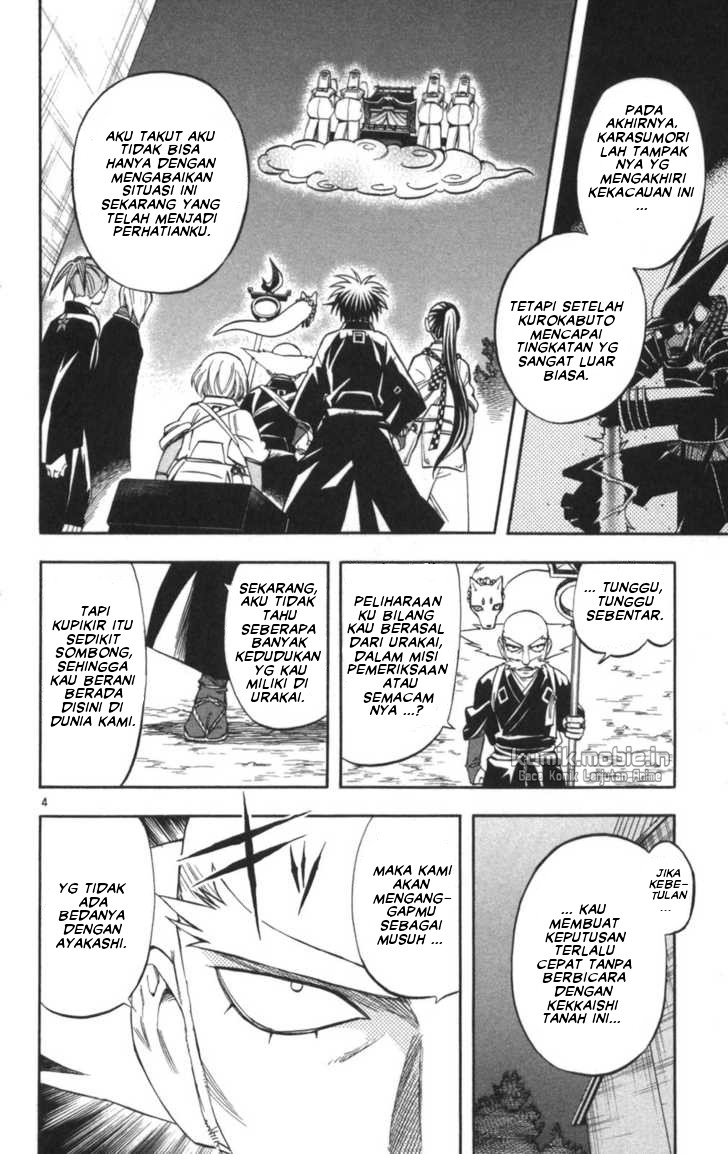 PADA
AKHIRNYA,
KARASUMORI
LAH TAMPAK
NYA YG
MENGAKHIRI
KEKACAUAN INI
...
TETAPI SETELAH
KUROKABUTO
MENCAPAI
TINGKATAN YG
SANGAT LUAR
BIASA.
AKU TAKUT AKU
TIDAK BISA
HANYA DENGAN
MENGABAIKAN
SITUASI INI
SEKARANG YANG
TELAH MENJADI
PERHATIANKU.
... TUNGGU,
TUNGGU
SEBENTAR.
PELIHARAAN
KU BILANG
KAU BERASAL
DARI URAKAI,
DALAM MISI
PEMERIKSAAN
ATAU
SEMACAM
NYA ...?
SEKARANG,
AKU TIDAK
TAHU
SEBERAPA
BANYAK
KEDUDUKAN
YG KAU
MILIKI DI
URAKAI.
TAPI
KUPIKIR ITU
SEDIKIT
SOMBONG,
SEHINGGA
KAU BERANI
BERADA
DISINI DI
DUNIA KAMI.
kumik.mobie.in
Baca Komik Lanjutan Anime
4
JIKA
KEBE-
TULAN
...
... KAU
MEMBUAT
KEPUTUSAN
TERLALU
CEPAT TANPA
BERBICARA
DENGAN
KEKKAISHI
TANAH INI...
MAKA KAMI
AKAN
MENGANG-
GAPMU
SEBAGAI
MUSUH ...
YG TIDAK
ADA
BEDANYA
DENGAN
AYAKASHI.